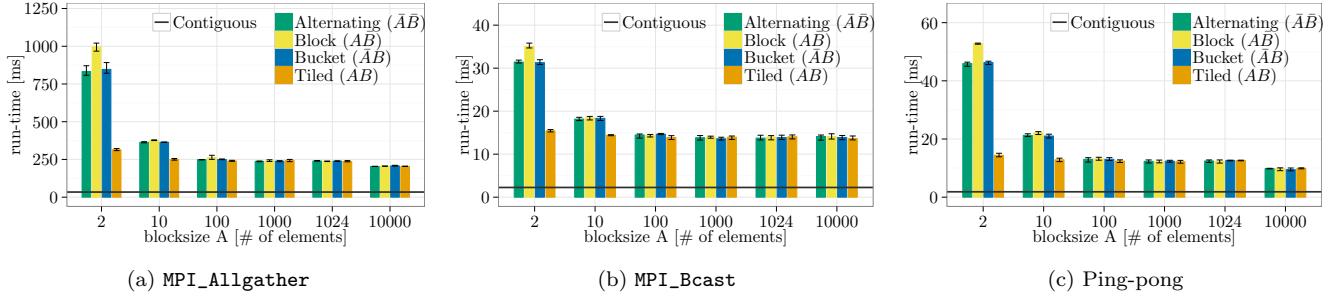 Contiguous
Alternating (ĀB̄)
Block (AB̄)
Bucket (ĀB)
Tiled (AB)
run-time [ms]
1250
1000
750
500
250
0
2 10 100 1000 1024 10000
blocksize A [# of elements]
(a) MPI_Allgather
Contiguous
Alternating (ĀB̄)
Block (AB̄)
Bucket (ĀB)
Tiled (AB)
run-time [ms]
40
30
20
10
0
2 10 100 1000 1024 10000
blocksize A [# of elements]
(b) MPI_Bcast
Contiguous
Alternating (ĀB̄)
Block (AB̄)
Bucket (ĀB)
Tiled (AB)
run-time [ms]
60
40
20
0
2 10 100 1000 1024 10000
blocksize A [# of elements]
(c) Ping-pong